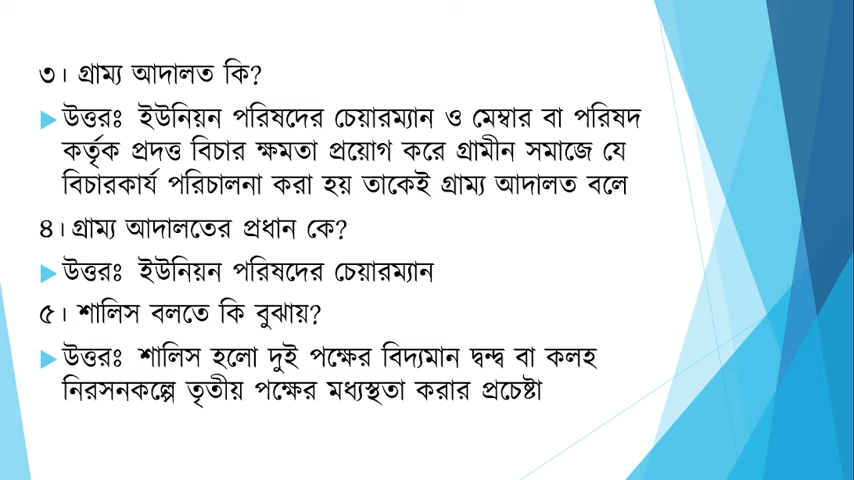 ৩। গ্রাম্য আদালত কি?
উত্তরঃ ইউনিয়ন পরিষদের চেয়ারম্যান ও মেম্বার বা পরিষদ
কর্তৃক প্রদত্ত বিচার ক্ষমতা প্রয়োগ করে গ্রামীন সমাজে যে
বিচারকার্য পরিচালনা করা হয় তাকেই গ্রাম্য আদালত বলে
৪। গ্রাম্য আদালতের প্রধান কে?
উত্তরঃ ইউনিয়ন পরিষদের চেয়ারম্যান
৫। শালিস বলতে কি বুঝায়?
উত্তরঃ শালিস হলো দুই পক্ষের বিদ্যমান দ্বন্দ্ব বা কলহ
নিরসনকল্পে তৃতীয় পক্ষের মধ্যস্থতা করার প্রচেষ্টা